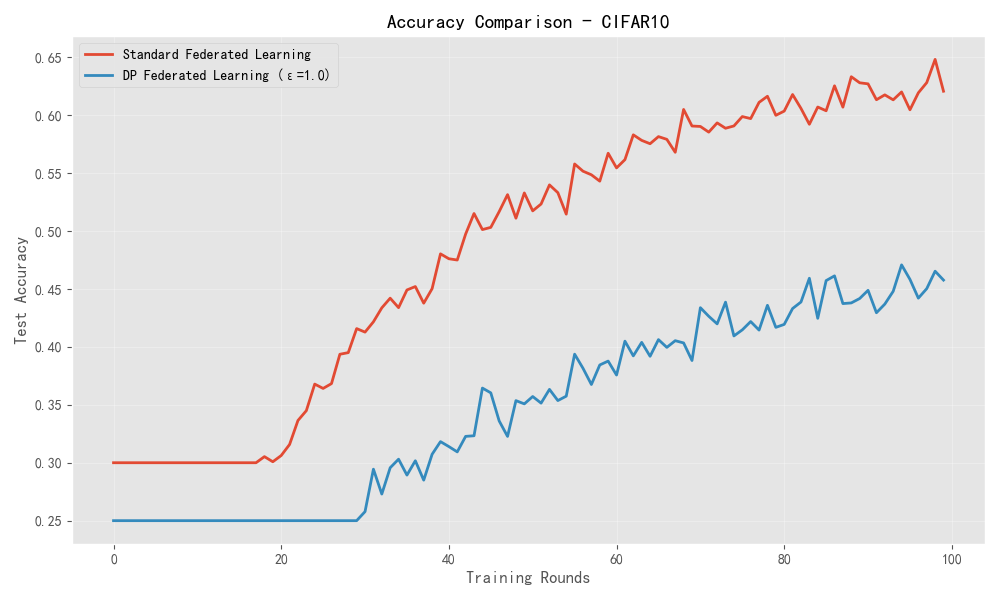 Accuracy Comparison - CIFAR10
Standard Federated Learning
DP Federated Learning (ε=1.0)
Test Accuracy
0.65
0.60
0.55
0.50
0.45
0.40
0.35
0.30
0.25
0 20 40 60 80 100
Training Rounds